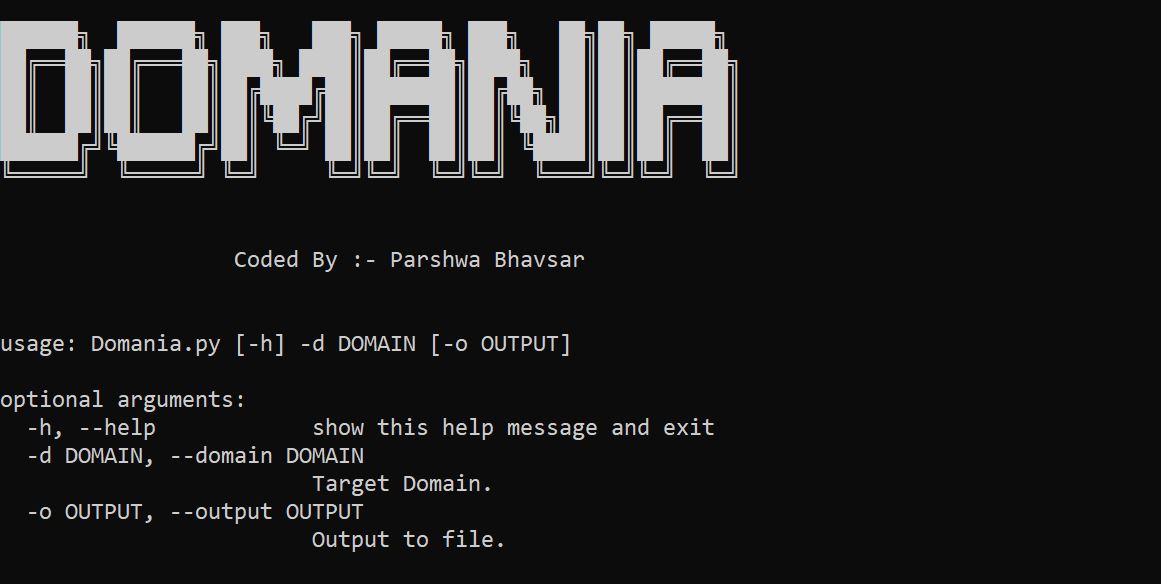 DOMANIA
Coded By :- Parshwa Bhavsar
usage: Domania.py [-h] -d DOMAIN [-o OUTPUT]
optional arguments:
-h, --help show this help message and exit
-d DOMAIN, --domain DOMAIN
Target Domain.
-o OUTPUT, --output OUTPUT
Output to file.